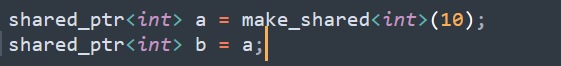 shared_ptr<int> a = make_shared<int>(10);
shared_ptr<int> b = a;